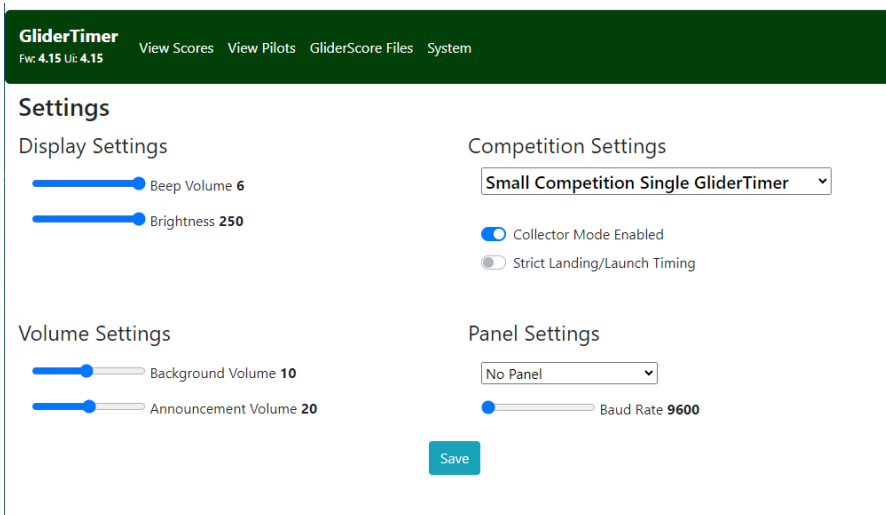 GliderTimer
Fw: 4.15 Ui: 4.15
View Scores View Pilots GliderScore Files System
Settings
Display Settings
Beep Volume 6
Brightness 250
Competition Settings
Small Competition Single GliderTimer
Collector Mode Enabled
Strict Landing/Launch Timing
Volume Settings
Background Volume 10
Announcement Volume 20
Panel Settings
No Panel
Baud Rate 9600
Save